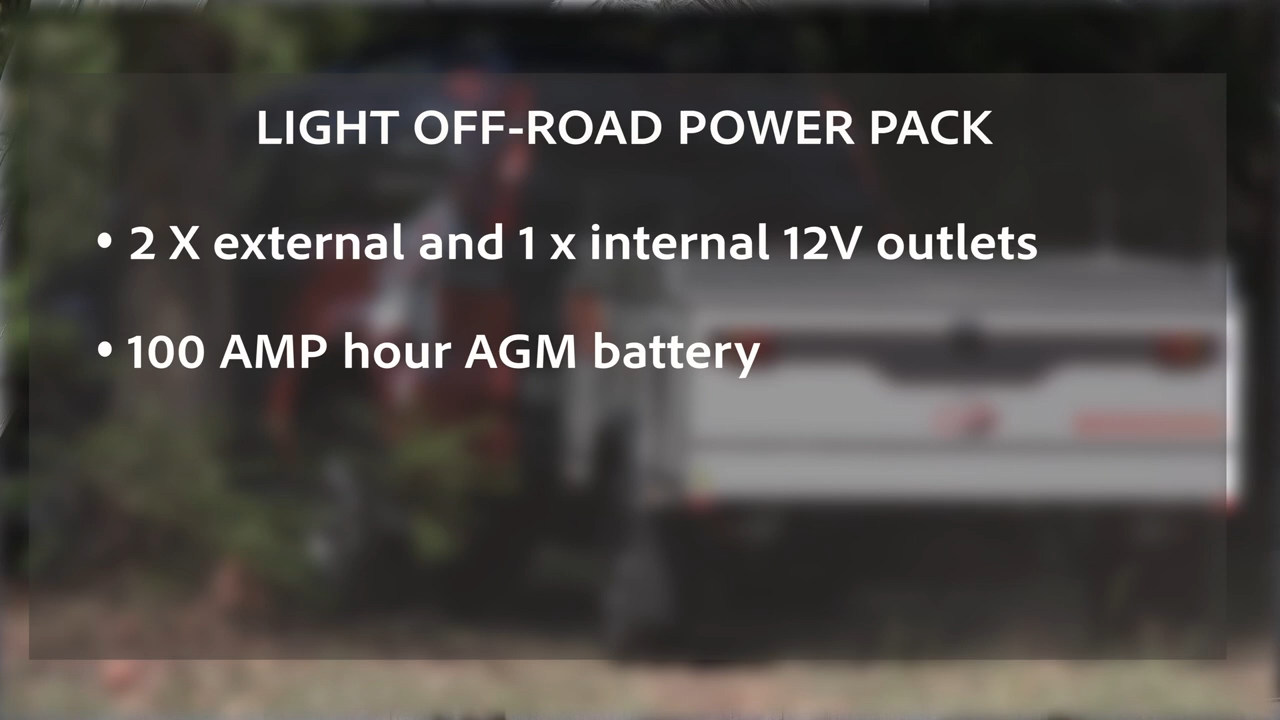 LIGHT OFF-ROAD POWER PACK
• 2 X external and 1 x internal 12V outlets
• 100 AMP hour AGM battery